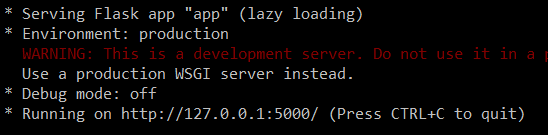 * Serving Flask app "app" (lazy loading)
* Environment: production
WARNING: This is a development server. Do not use it in a
Use a production WSGI server instead.
* Debug mode: off
* Running on http://127.0.0.1:5000/ (Press CTRL+C to quit)